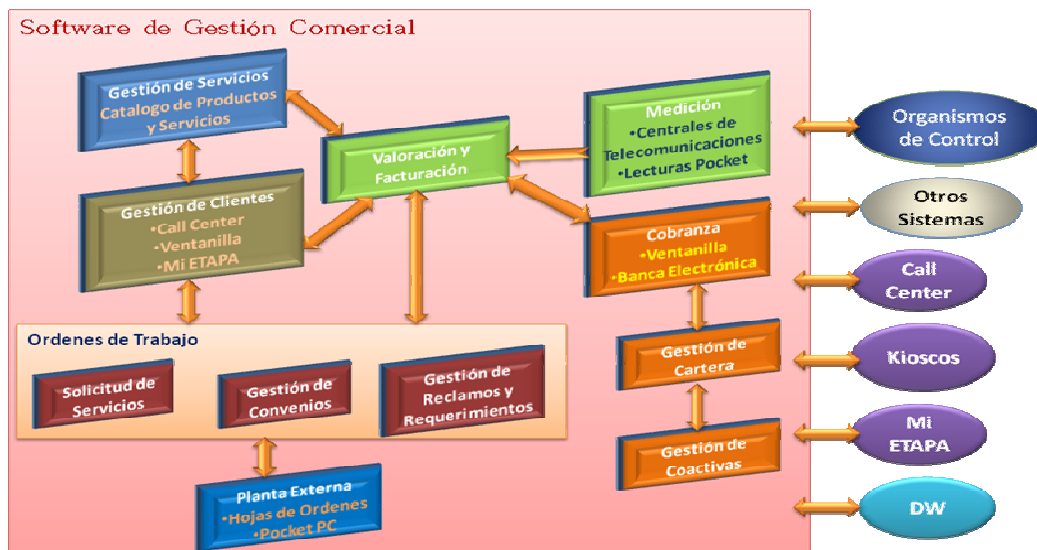 Software de Gestión Comercial
Gestión de Servicios
Catalogo de Productos
y Servicios
Valoración y
Facturación
Medición
•Centrales de
Telecomunicaciones
•Lecturas Pocket
Gestión de Clientes
•Call Center
•Ventanilla
•Mi ETAPA
Cobranza
•Ventanilla
•Banca Electrónica
Ordenes de Trabajo
Solicitud de
Servicios
Gestión de
Convenios
Gestión de
Reclamos y
Requerimientos
Gestión de
Cartera
Gestión de
Coactivas
Planta Externa
•Hojas de Ordenes
•Pocket PC
Organismos
de Control
Otros
Sistemas
Call
Center
Kioscos
Mi
ETAPA
DW